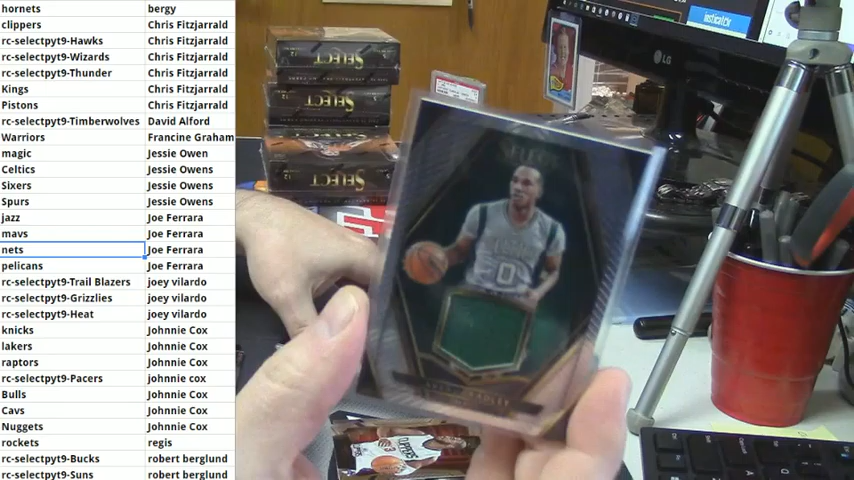 hornets bergy
clippers Chris Fitzjarrald
rc-selectpyt9-Hawks Chris Fitzjarrald
rc-selectpyt9-Wizards Chris Fitzjarrald
rc-selectpyt9-Thunder Chris Fitzjarrald
Kings Chris Fitzjarrald
Pistons Chris Fitzjarrald
rc-selectpyt9-Timberwolves David Alford
Warriors Francine Graham
magic Jessie Owen
Celtics Jessie Owens
Sixers Jessie Owens
Spurs Jessie Owens
jazz Joe Ferrara
mavs Joe Ferrara
nets Joe Ferrara
pelicans Joe Ferrara
rc-selectpyt9-Trail Blazers joey vilardo
rc-selectpyt9-Grizzlies joey vilardo
rc-selectpyt9-Heat joey vilardo
knicks Johnnie Cox
lakers Johnnie Cox
raptors Johnnie Cox
rc-selectpyt9-Pacers johnnie cox
Bulls Johnnie Cox
Cavs Johnnie Cox
Nuggets Johnnie Cox
rockets regis
rc-selectpyt9-Bucks robert berglund
rc-selectpyt9-Suns robert berglund
SELECT
SELECT
SELECT
LG
SELECT
0
CLIPPERS
3